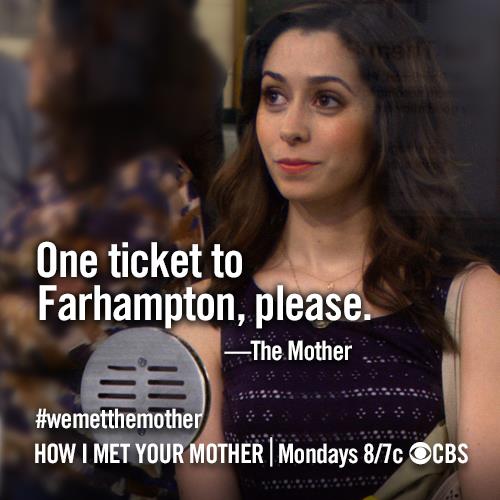 One ticket to
Farhampton, please.
—The Mother
#wemetthemother
HOW I MET YOUR MOTHER | Mondays 8/7c CBS